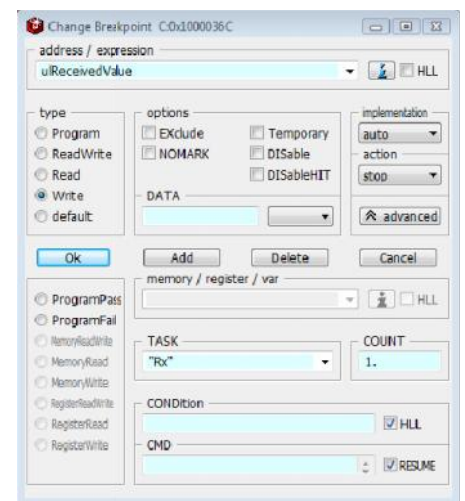 Change Breakpoint C:0x1000036C
address / expression
ulReceivedValue
HLL
type
Program
ReadWrite
Read
Write
default
options
EXclude
Temporary
NOMARK
DISable
DISableHIT
DATA
implementation
auto
action
stop
advanced
Ok
Add
Delete
Cancel
memory / register / var
HLL
ProgramPass
ProgramFail
MemoryReadWrite
MemoryRead
MemoryWrite
RegisterReadWrite
RegisterRead
RegisterWrite
TASK
"Rx"
COUNT
1.
CONDition
HLL
CMD
RESUME